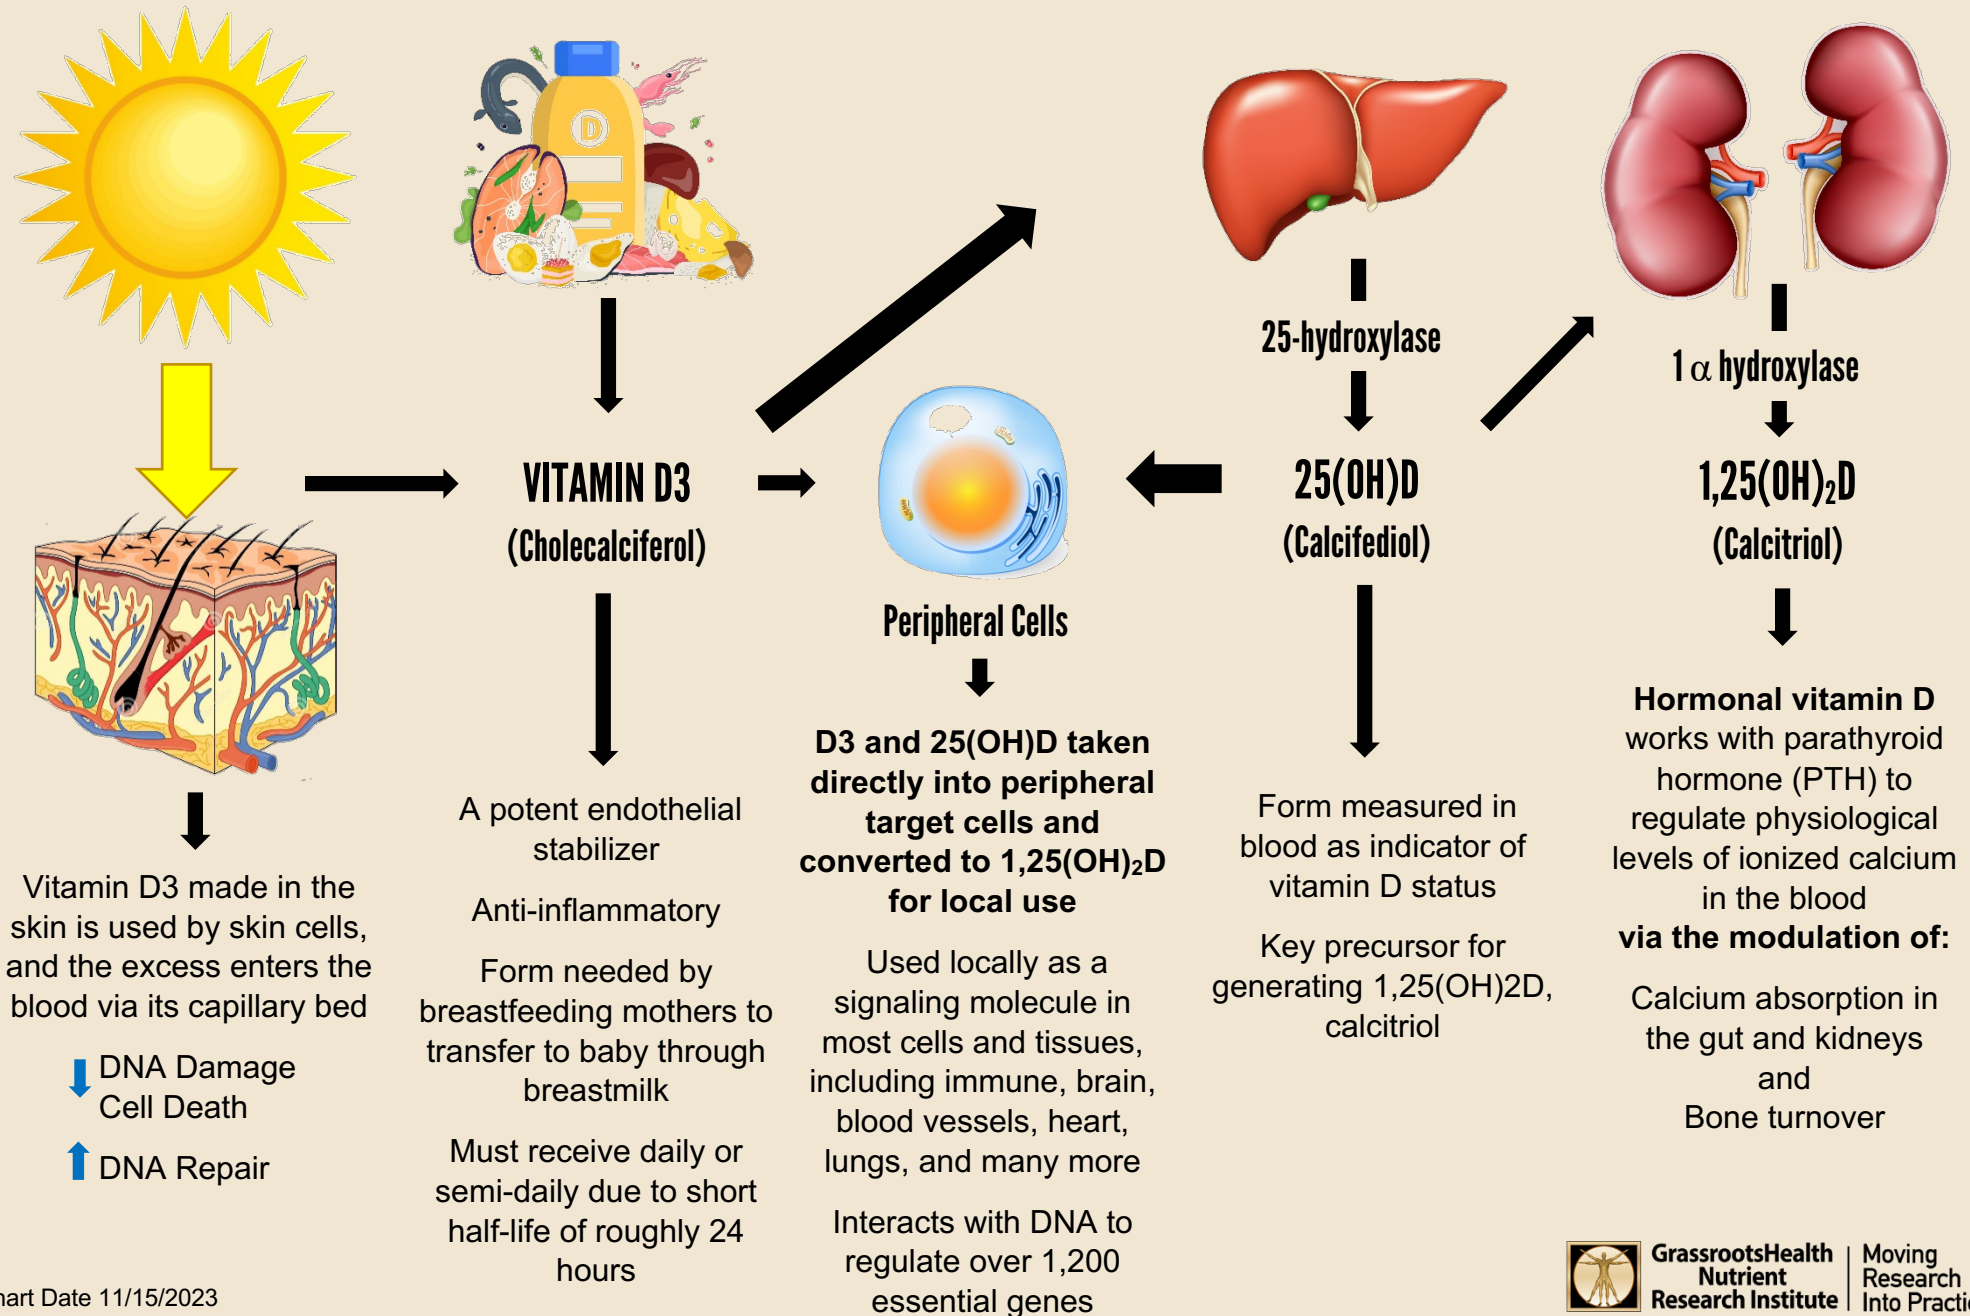 D
25-hydroxylase
1 α hydroxylase
VITAMIN D3
(Cholecalciferol)
25(OH)D
(Calcifediol)
1,25(OH)₂D
(Calcitriol)
Peripheral Cells
Vitamin D3 made in the
skin is used by skin cells,
and the excess enters the
blood via its capillary bed
DNA Damage
Cell Death
DNA Repair
A potent endothelial
stabilizer
Anti-inflammatory
Form needed by
breastfeeding mothers to
transfer to baby through
breastmilk
Must receive daily or
semi-daily due to short
half-life of roughly 24
hours
D3 and 25(OH)D taken
directly into peripheral
target cells and
converted to 1,25(OH)₂D
for local use
Used locally as a
signaling molecule in
most cells and tissues,
including immune, brain,
blood vessels, heart,
lungs, and many more
Interacts with DNA to
regulate over 1,200
essential genes
Form measured in
blood as indicator of
vitamin D status
Key precursor for
generating 1,25(OH)2D,
calcitriol
Hormonal vitamin D
works with parathyroid
hormone (PTH) to
regulate physiological
levels of ionized calcium
in the blood
via the modulation of:
Calcium absorption in
the gut and kidneys
and
Bone turnover
hart Date 11/15/2023
GrassrootsHealth
Nutrient
Research Institute
Moving
Research
Into Practi